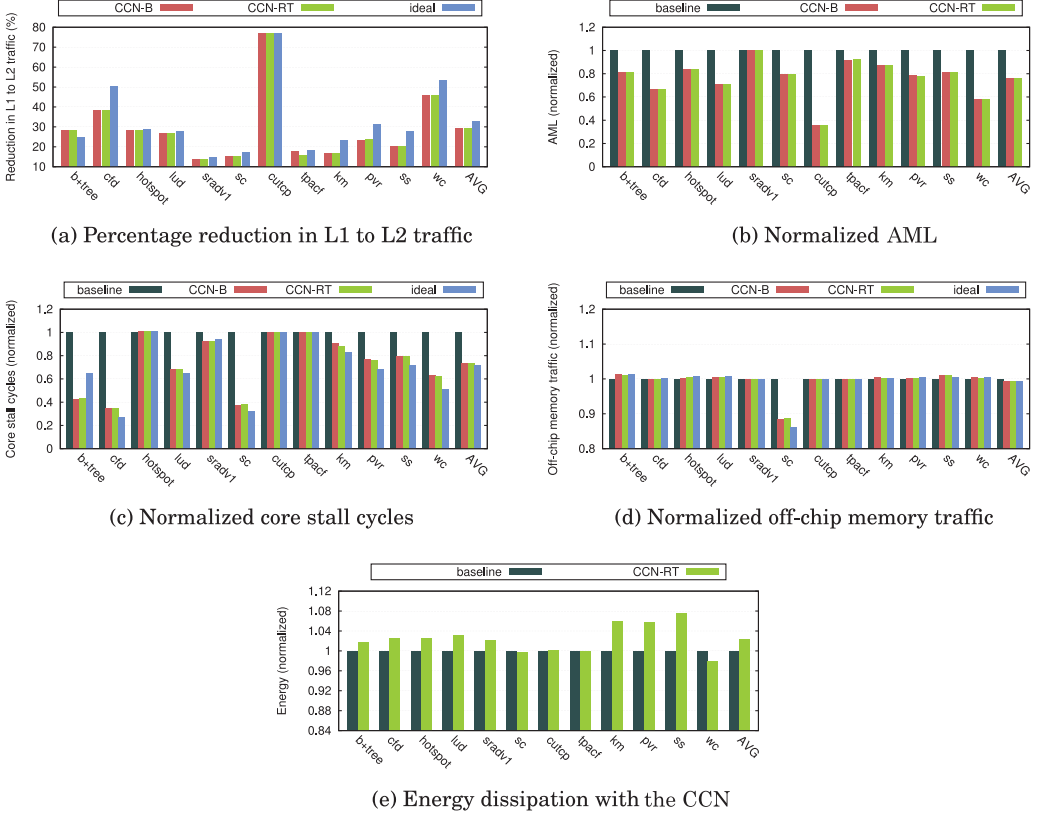 CCN-B CCN-RT ideal
Reduction in L1 to L2 traffic (%)
80
70
60
50
40
30
20
10
b+tree cfd hotspot lud sradv1 sc cutcp tpacf km pvr ss wc AVG
(a) Percentage reduction in L1 to L2 traffic
baseline CCN-B CCN-RT
AML (normalized)
1.2
1
0.8
0.6
0.4
0.2
0
b+tree cfd hotspot lud sradv1 sc cutcp tpacf km pvr ss wc AVG
(b) Normalized AML
baseline CCN-B CCN-RT ideal
Core stall cycles (normalized)
1.2
1
0.8
0.6
0.4
0.2
0
b+tree cfd hotspot lud sradv1 sc cutcp tpacf km pvr ss wc AVG
(c) Normalized core stall cycles
baseline CCN-B CCN-RT ideal
Off-chip memory traffic (normalized)
1.2
1.1
1
0.9
0.8
b+tree cfd hotspot lud sradv1 sc cutcp tpacf km pvr ss wc AVG
(d) Normalized off-chip memory traffic
baseline CCN-RT
Energy (normalized)
1.12
1.08
1.04
1
0.96
0.92
0.88
0.84
b+tree cfd hotspot lud sradv1 sc cutcp tpacf km pvr ss wc AVG
(e) Energy dissipation with the CCN